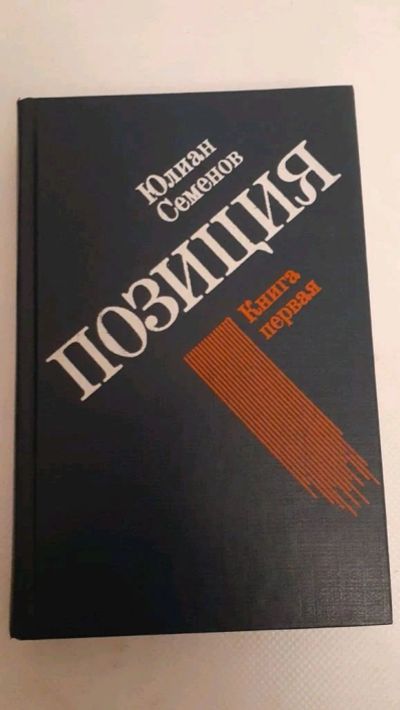 Юлиан
Семенов
ПОЗИЦИЯ
Книга
первая